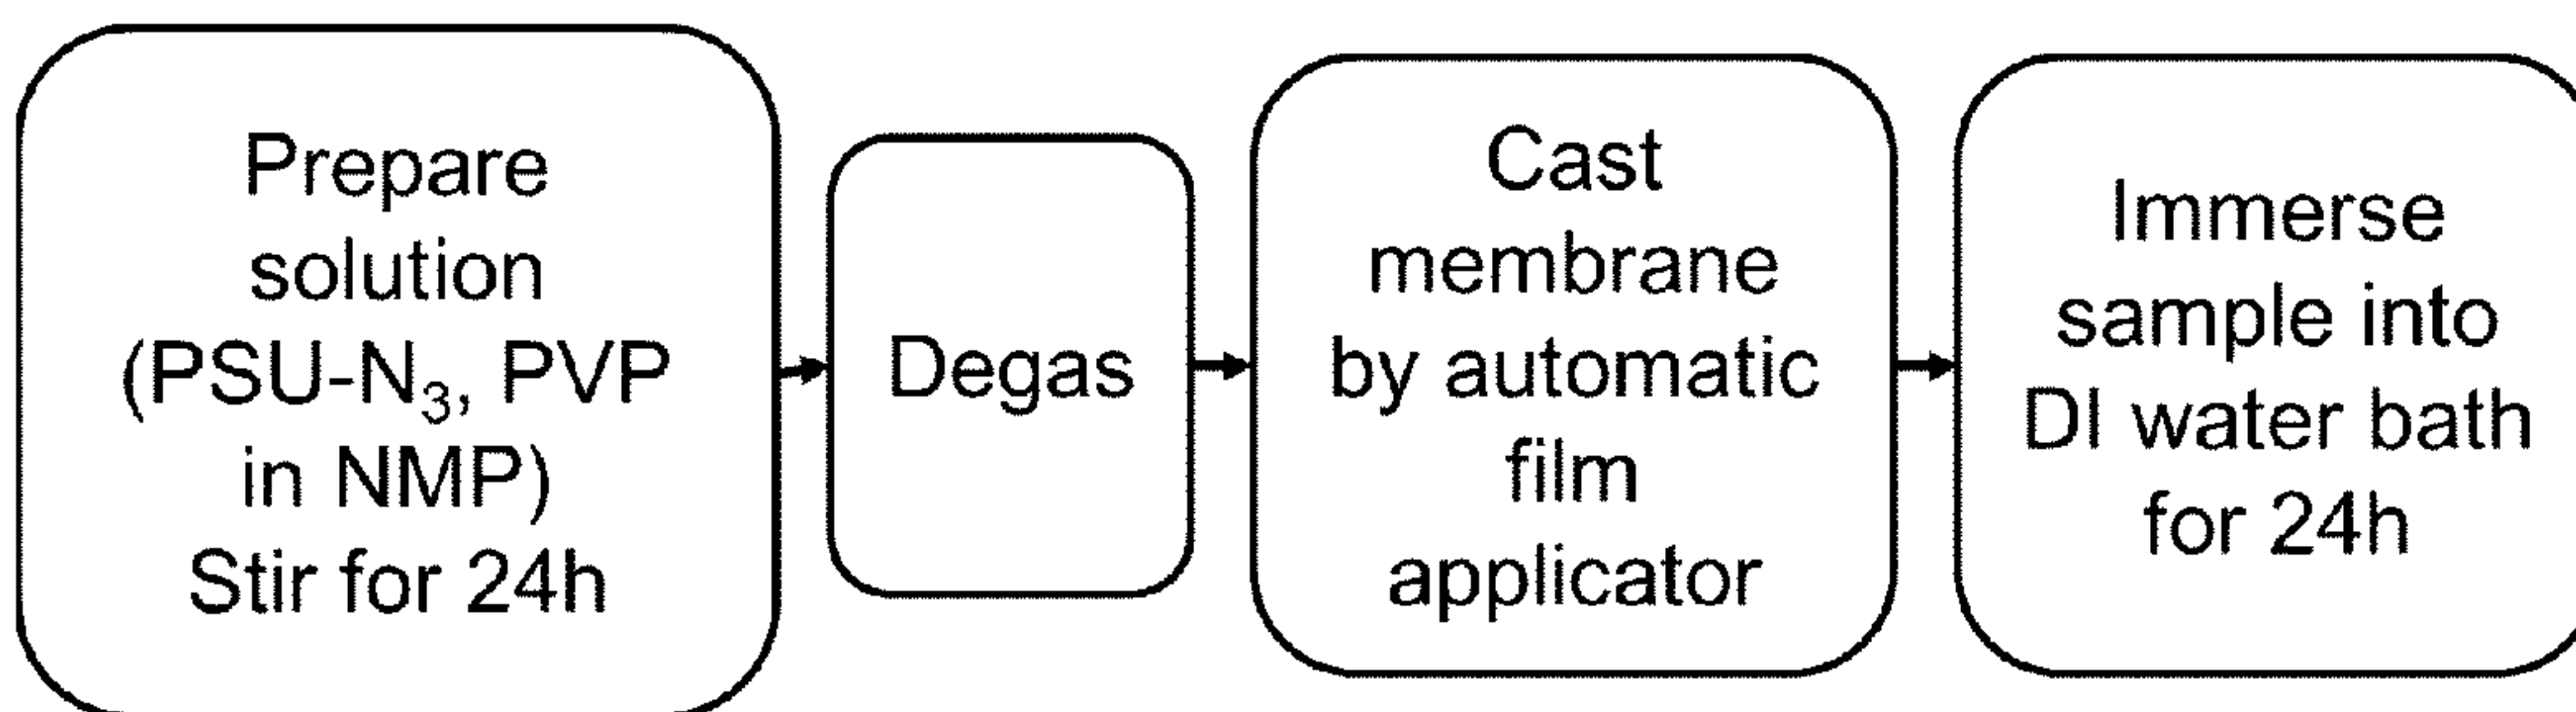 Prepare
solution
(PSU-N₃, PVP
in NMP)
Stir for 24h
Degas
Cast
membrane
by automatic
film
applicator
Immerse
sample into
DI water bath
for 24h